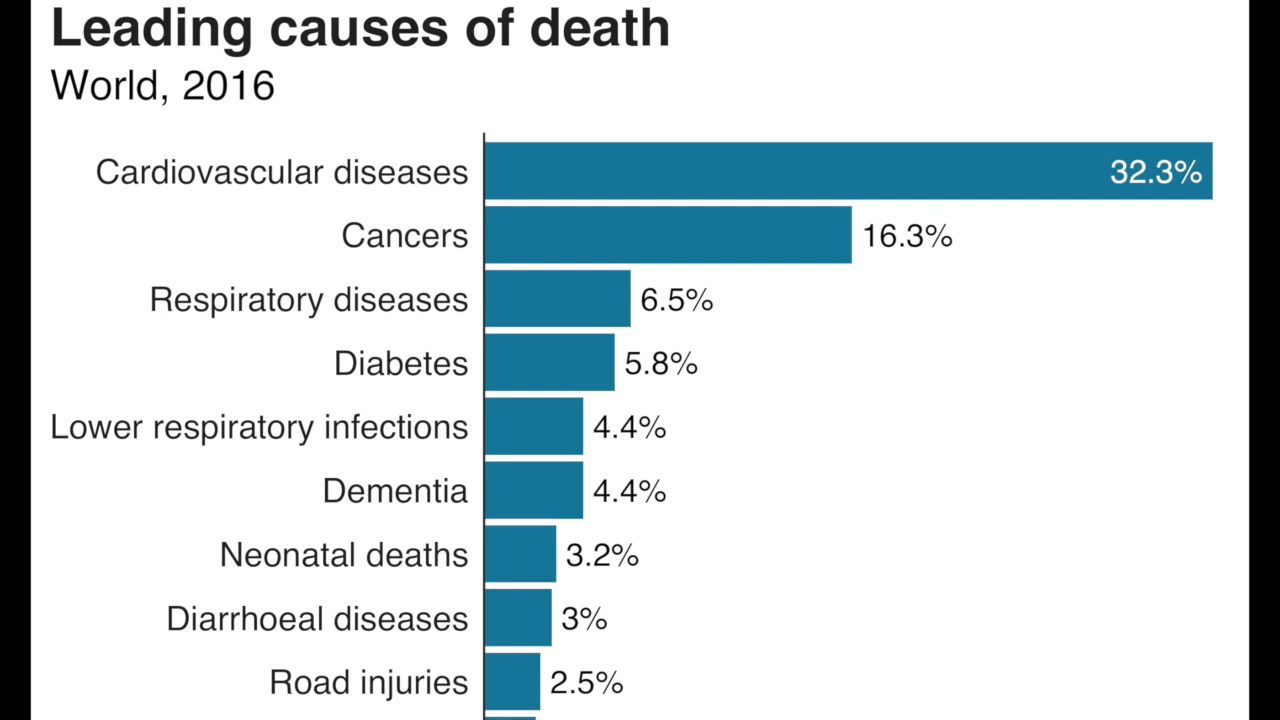 Leading causes of death
World, 2016
Cardiovascular diseases 32.3%
Cancers 16.3%
Respiratory diseases 6.5%
Diabetes 5.8%
Lower respiratory infections 4.4%
Dementia 4.4%
Neonatal deaths 3.2%
Diarrhoeal diseases 3%
Road injuries 2.5%